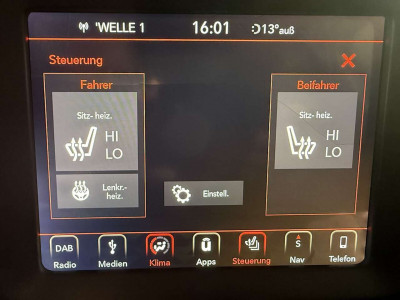 'WELLE 1 16:01 13°auß
Steuerung
Fahrer Beifahrer
Sitz- heiz. Sitz- heiz.
HI HI
LO LO
Lenkr.-
heiz.
Einstell.
DAB S
Radio Medien Klima Apps Steuerung Nav Telefon